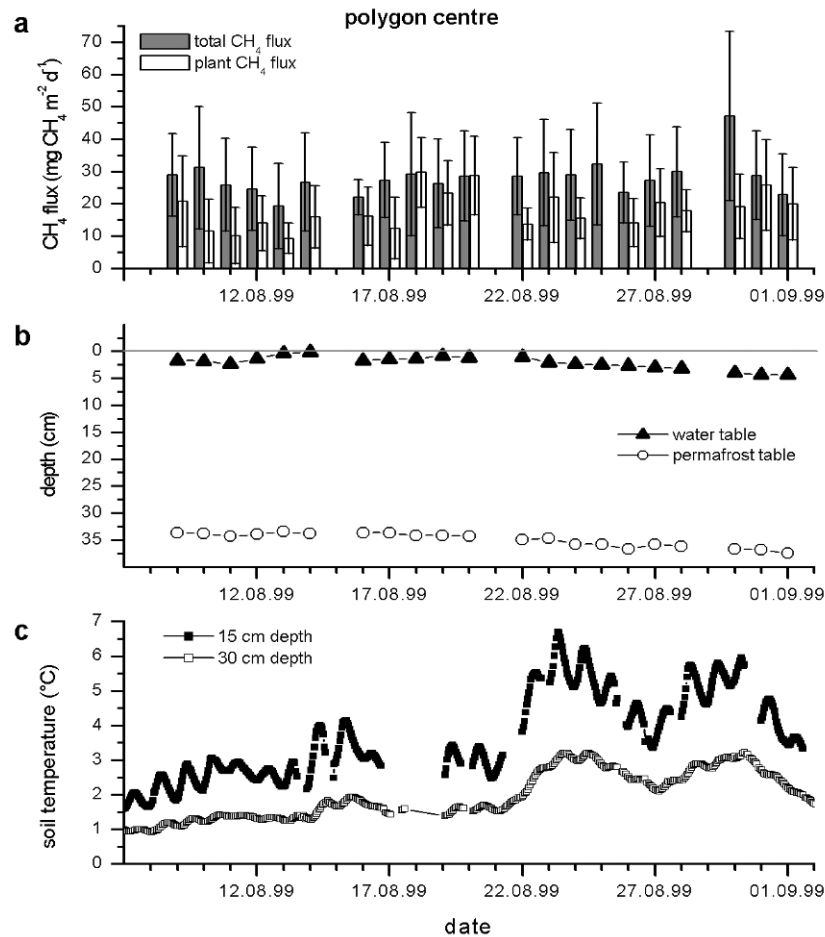 polygon centre
a
total CH₄ flux
plant CH₄ flux
CH₄ flux (mg CH₄ m⁻² d⁻¹)
75
60
50
40
30
20
10
0
12.08.99 17.08.99 22.08.99 27.08.99 01.09.99
b
depth (cm)
0
5
10
15
20
25
30
35
water table
permafrost table
12.08.99 17.08.99 22.08.99 27.08.99 01.09.99
c
15 cm depth
30 cm depth
soil temperature (°C)
7
6
5
4
3
2
1
0
12.08.99 17.08.99 22.08.99 27.08.99 01.09.99
date